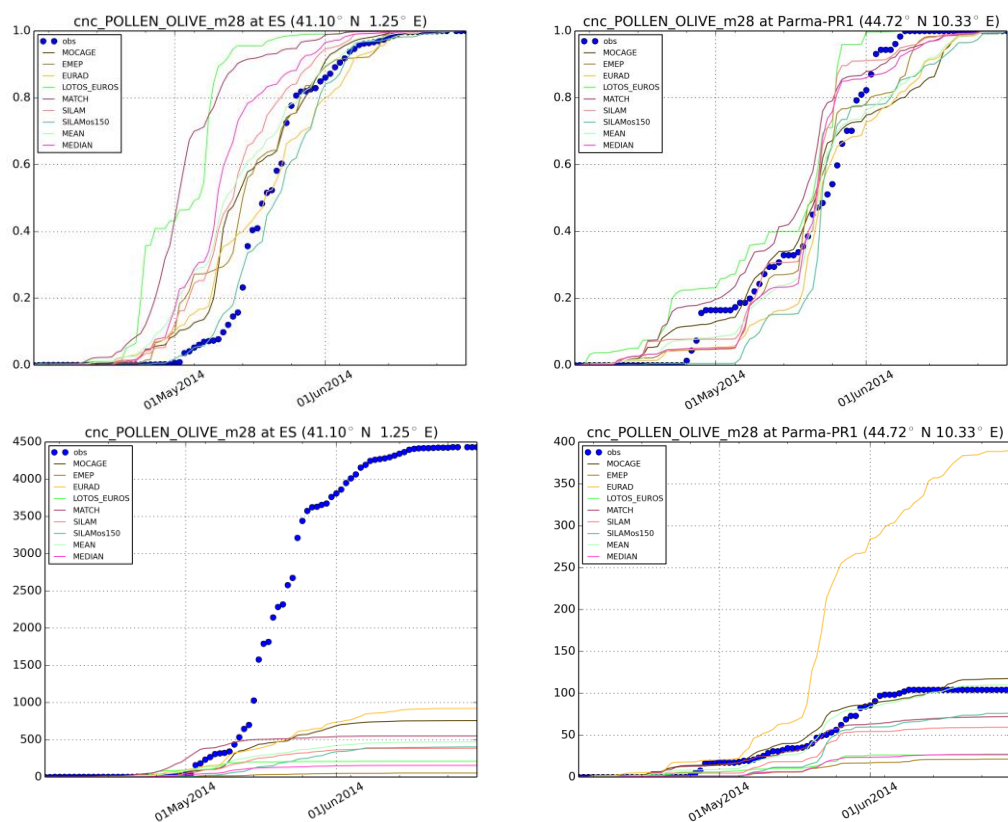 cnc_POLLEN_OLIVE_m28 at ES (41.10° N 1.25° E)
1.0
0.8
0.6
0.4
0.2
0.0
obs
MOCAGE
EMEP
EURAD
LOTOS_EUROS
MATCH
SILAM
SILAMos150
MEAN
MEDIAN
01May2014
01Jun2014
cnc_POLLEN_OLIVE_m28 at Parma-PR1 (44.72° N 10.33° E)
1.0
0.8
0.6
0.4
0.2
0.0
obs
MOCAGE
EMEP
EURAD
LOTOS_EUROS
MATCH
SILAM
SILAMos150
MEAN
MEDIAN
01May2014
01Jun2014
cnc_POLLEN_OLIVE_m28 at ES (41.10° N 1.25° E)
4500
4000
3500
3000
2500
2000
1500
1000
500
0
obs
MOCAGE
EMEP
EURAD
LOTOS_EUROS
MATCH
SILAM
SILAMos150
MEAN
MEDIAN
01May2014
01Jun2014
cnc_POLLEN_OLIVE_m28 at Parma-PR1 (44.72° N 10.33° E)
400
350
300
250
200
150
100
50
0
obs
MOCAGE
EMEP
EURAD
LOTOS_EUROS
MATCH
SILAM
SILAMos150
MEAN
MEDIAN
01May2014
01Jun2014